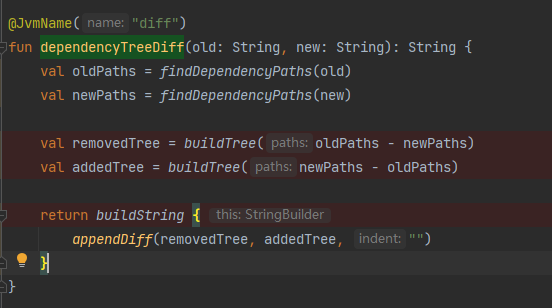 @JvmName( name: "diff")
fun dependencyTreeDiff(old: String, new: String): String {
    val oldPaths = findDependencyPaths(old)
    val newPaths = findDependencyPaths(new)
    val removedTree = buildTree( paths: oldPaths - newPaths)
    val addedTree = buildTree( paths: newPaths - oldPaths)
    return buildString { this: StringBuilder
        appendDiff(removedTree, addedTree, indent: "")
    }
}